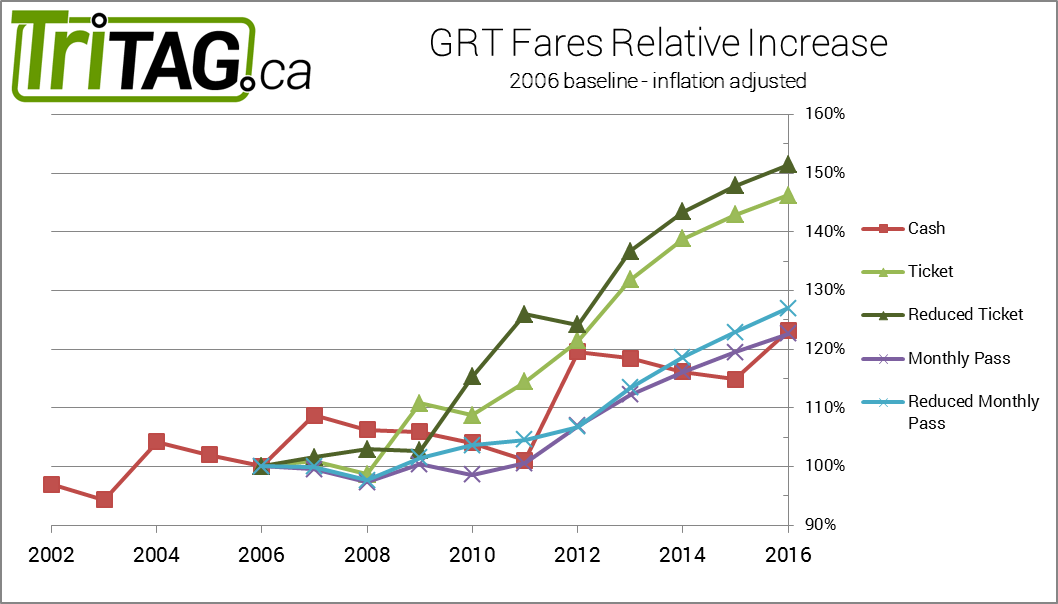 TriTAG.ca
GRT Fares Relative Increase
2006 baseline - inflation adjusted
160%
150%
140%
130%
120%
110%
100%
90%
Cash
Ticket
Reduced Ticket
Monthly Pass
Reduced Monthly
Pass
2002 2004 2006 2008 2010 2012 2014 2016